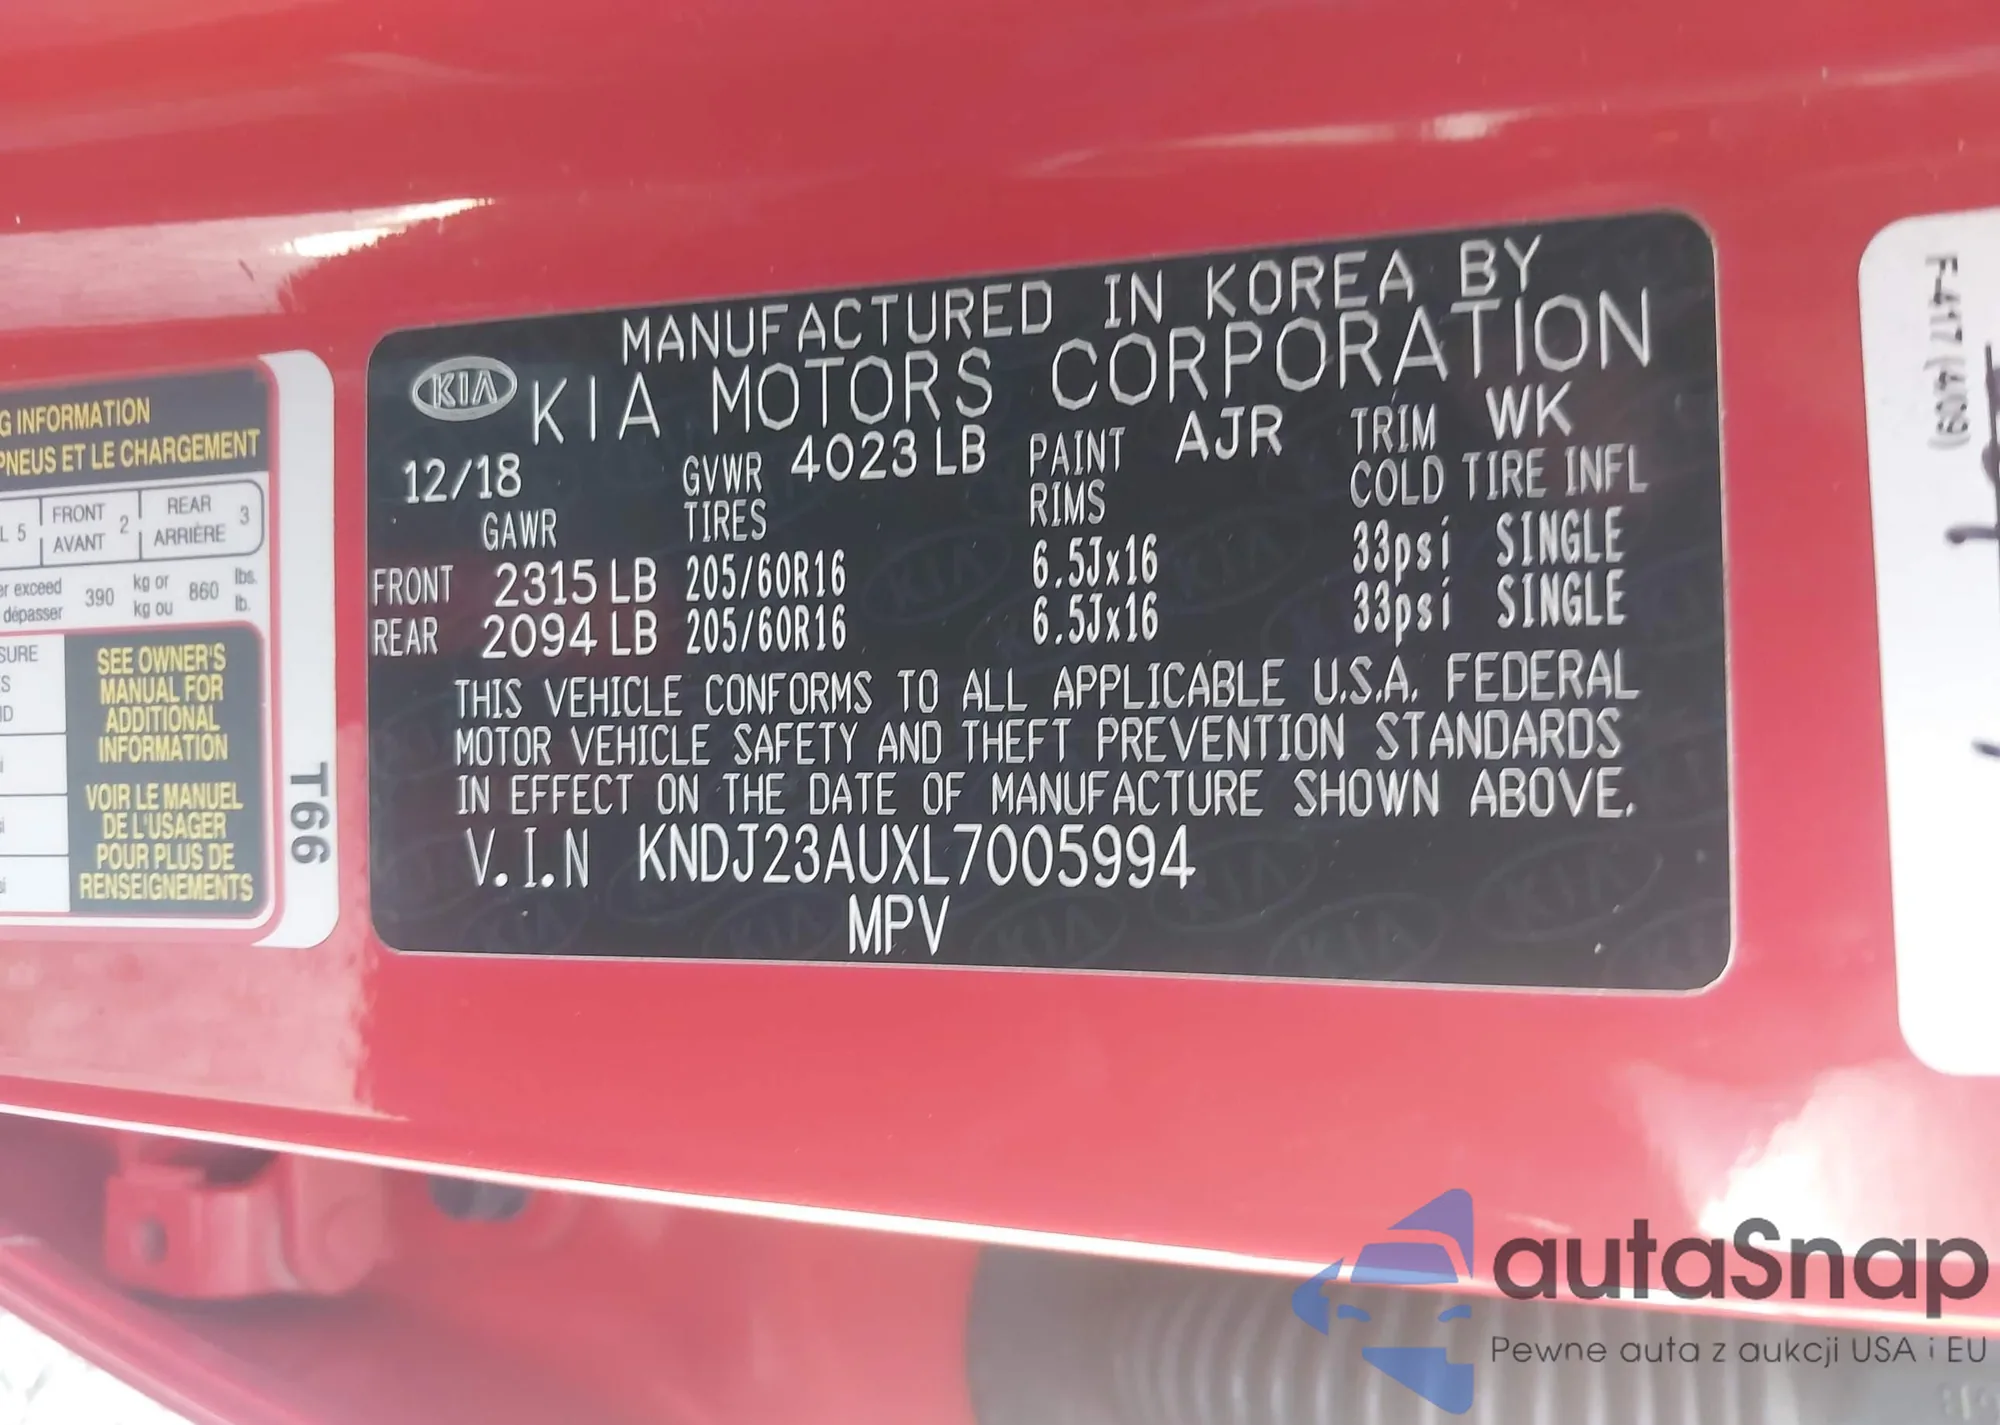 MANUFACTURED IN KOREA BY
KIA KIA MOTORS CORPORATION
12/18 GVWR 4023 LB PAINT AJR TRIM WK
GAWR TIRES RIMS COLD TIRE INFL
FRONT 2315 LB 205/60R16 6.5Jx16 33psi SINGLE
REAR 2094 LB 205/60R16 6.5Jx16 33psi SINGLE
THIS VEHICLE CONFORMS TO ALL APPLICABLE U.S.A. FEDERAL
MOTOR VEHICLE SAFETY AND THEFT PREVENTION STANDARDS
IN EFFECT ON THE DATE OF MANUFACTURE SHOWN ABOVE.
V.I.N KNDJ23AUXL7005994
MPV
G INFORMATION
PNEUS ET LE CHARGEMENT
L 5 FRONT 2 REAR 3
AVANT ARRIÈRE
er exceed 390 kg or 860 lbs.
dépasser kg ou lb.
SURE
SEE OWNER'S
MANUAL FOR
ADDITIONAL
INFORMATION
VOIR LE MANUEL
DE L'USAGER
POUR PLUS DE
RENSEIGNEMENTS
T66
F-417 (4.09)
autaSnap
Pewne auta z aukcji USA i EU